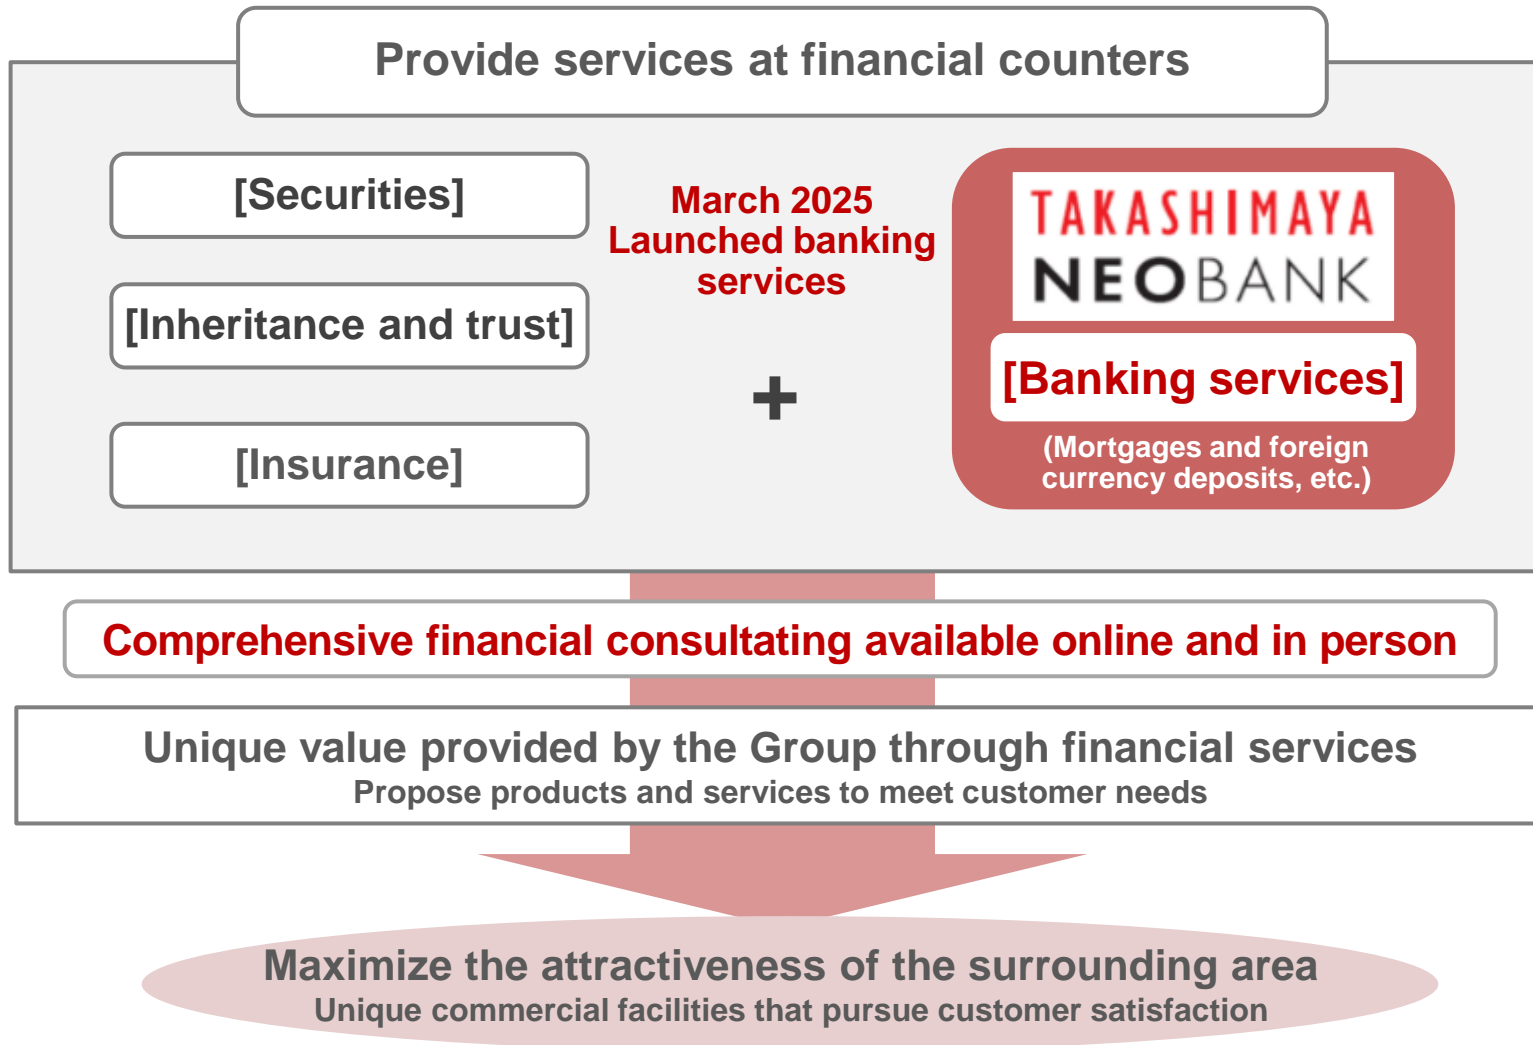 Provide services at financial counters
[Securities]
[Inheritance and trust]
[Insurance]
March 2025
Launched banking
services
+
TAKASHIMAYA
NEOBANK
[Banking services]
(Mortgages and foreign
currency deposits, etc.)
Comprehensive financial consultating available online and in person
Unique value provided by the Group through financial services
Propose products and services to meet customer needs
Maximize the attractiveness of the surrounding area
Unique commercial facilities that pursue customer satisfaction